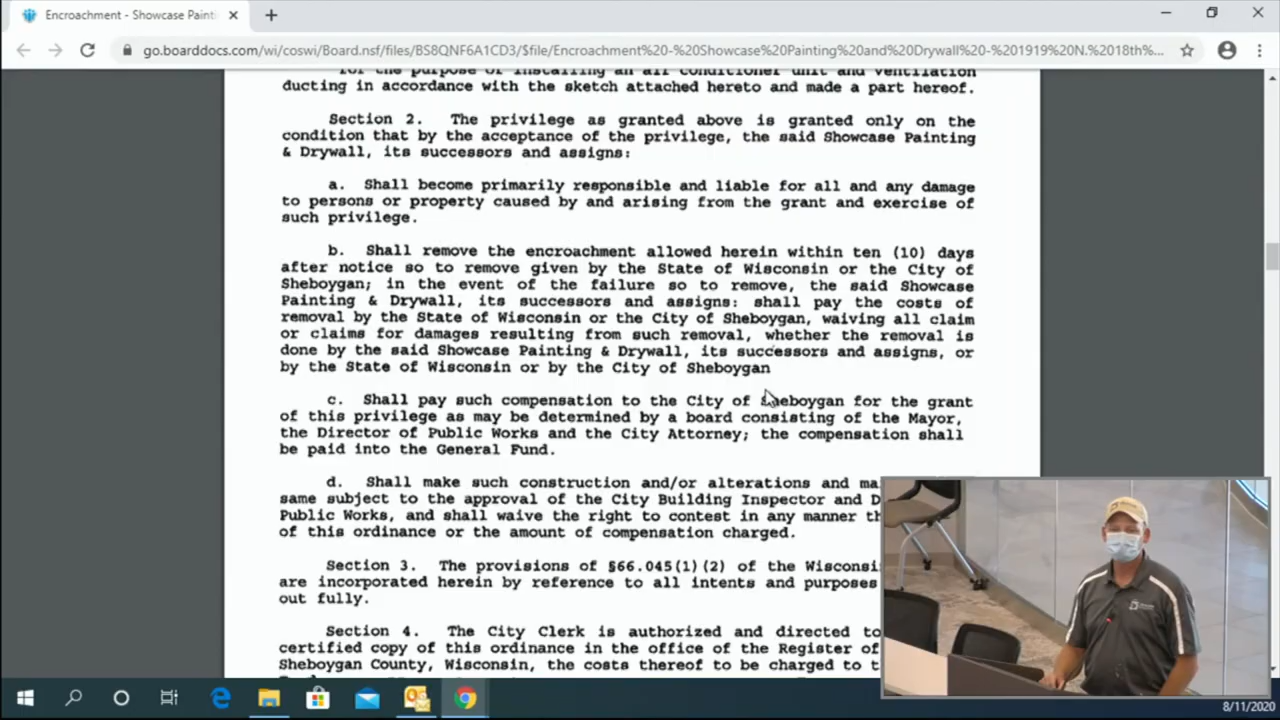 Encroachment - Showcase Painti
go.boarddocs.com/wi/coswi/Board.nsf/files/BS8QNF6A1CD3/$file/Encroachment%20-%20Showcase%20Painting%20and%20Drywall%20-%201919%20N.%2018th%...
for the purpose of installing an air conditioner unit and ventilation
ducting in accordance with the sketch attached hereto and made a part hereof.
Section 2. The privilege as granted above is granted only on the
condition that by the acceptance of the privilege, the said Showcase Painting
& Drywall, its successors and assigns:
a. Shall become primarily responsible and liable for all and any damage
to persons or property caused by and arising from the grant and exercise of
such privilege.
b. Shall remove the encroachment allowed herein within ten (10) days
after notice so to remove given by the State of Wisconsin or the City of
Sheboygan; in the event of the failure so to remove, the said Showcase
Painting & Drywall, its successors and assigns: shall pay the costs of
removal by the State of Wisconsin or the City of Sheboygan, waiving all claim
or claims for damages resulting from such removal, whether the removal is
done by the said Showcase Painting & Drywall, its successors and assigns, or
by the State of Wisconsin or by the City of Sheboygan
c. Shall pay such compensation to the City of Sheboygan for the grant
of this privilege as may be determined by a board consisting of the Mayor,
the Director of Public Works and the City Attorney; the compensation shall
be paid into the General Fund.
d. Shall make such construction and/or alterations and ma
same subject to the approval of the City Building Inspector and D
Public Works, and shall waive the right to contest in any manner th
of this ordinance or the amount of compensation charged.
Section 3. The provisions of §66.045(1)(2) of the Wisconsi
are incorporated herein by reference to all intents and purposes
out fully.
Section 4. The City Clerk is authorized and directed to
certified copy of this ordinance in the office of the Register of
Sheboygan County, Wisconsin, the costs thereof to be charged to t
8/11/2020